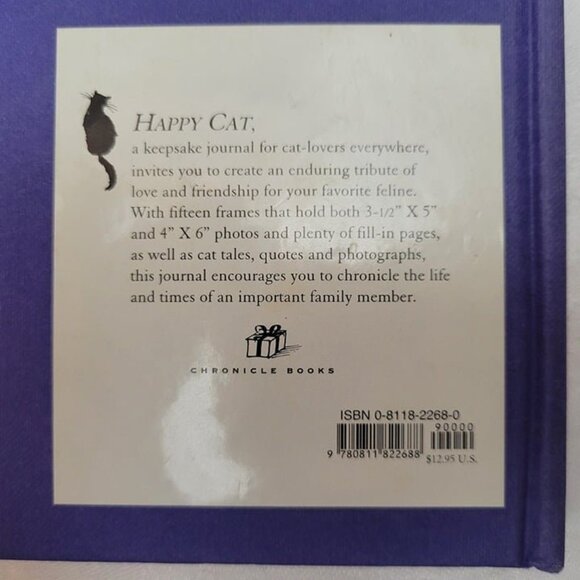 HAPPY CAT,
a keepsake journal for cat-lovers everywhere,
invites you to create an enduring tribute of
love and friendship for your favorite feline.
With fifteen frames that hold both 3-1/2" X 5"
and 4" X 6" photos and plenty of fill-in pages,
as well as cat tales, quotes and photographs,
this journal encourages you to chronicle the life
and times of an important family member.
CHRONICLE BOOKS
ISBN 0-8118-2268-0
90000
9 780811 822688
$12.95 U.S.